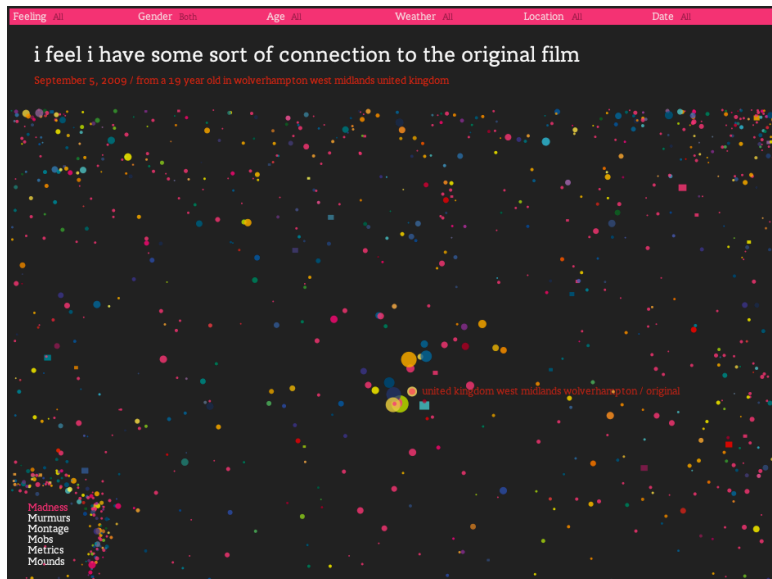 Feeling All Gender Both Age All Weather All Location All Date All
i feel i have some sort of connection to the original film
September 5, 2009 / from a 19 year old in wolverhampton west midlands united kingdom
united kingdom west midlands wolverhampton / original
Madness
Murmurs
Montage
Mobs
Metrics
Mounds